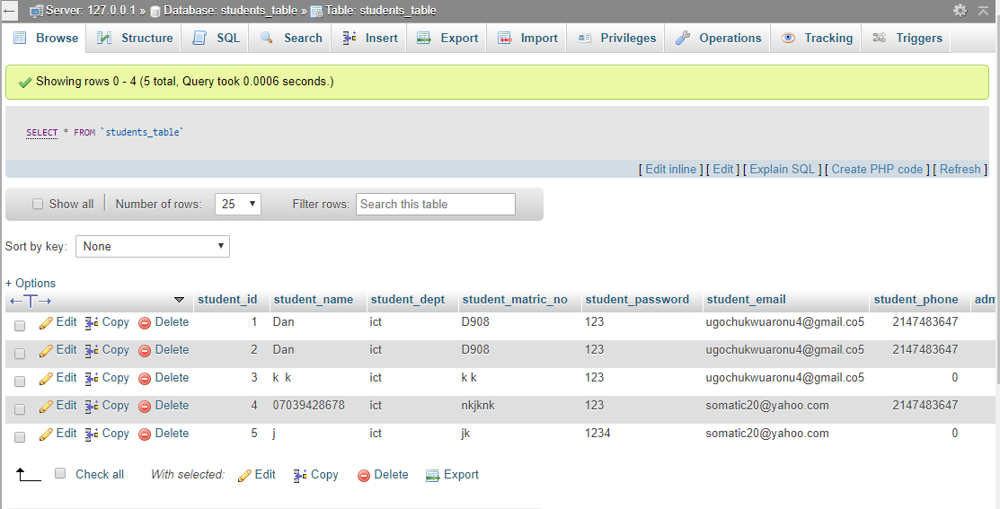 Server: 127.0.0.1 » Database: students_table » Table: students_table
Browse Structure SQL Search Insert Export Import Privileges Operations Tracking Triggers
Showing rows 0 - 4 (5 total, Query took 0.0006 seconds.)
SELECT * FROM `students_table`
[ Edit inline ] [ Edit ] [ Explain SQL ] [ Create PHP code ] [ Refresh ]
Show all Number of rows: 25 Filter rows: Search this table
Sort by key: None
+ Options
student_id student_name student_dept student_matric_no student_password student_email student_phone adm
Edit Copy Delete 1 Dan ict D908 123 ugochukwuaronu4@gmail.co5 2147483647
Edit Copy Delete 2 Dan ict D908 123 ugochukwuaronu4@gmail.co5 2147483647
Edit Copy Delete 3 k k ict k k 123 ugochukwuaronu4@gmail.co5 0
Edit Copy Delete 4 07039428678 ict nkjknk 123 somatic20@yahoo.com 2147483647
Edit Copy Delete 5 j ict jk 1234 somatic20@yahoo.com 0
Check all With selected: Edit Copy Delete Export